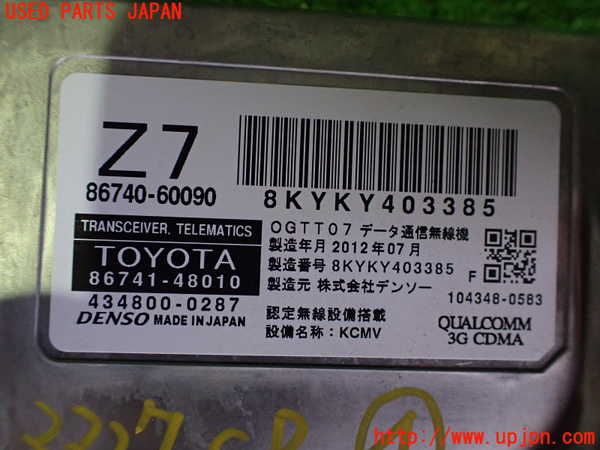 USED PARTS JAPAN
Z7
86740-60090
8KYKY403385
TRANSCEIVER, TELEMATICS
TOYOTA
86741-48010
434800-0287
DENSO MADE IN JAPAN
OGTT07 データ通信無線機
製造年月 2012年07月
製造番号 8KYKY403385
製造元 株式会社デンソー
F
104348-0583
認定無線設備搭載
設備名称:KCMV
QUALCOMM
3G CDMA
http://www.upjpn.com/